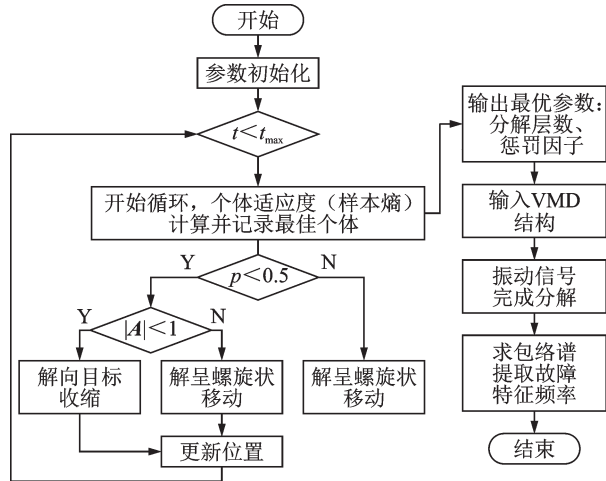 开始
参数初始化
t＜tmax
开始循环，个体适应度（样本熵）
计算并记录最佳个体
Y
N
p＜0.5
Y
N
|A|＜1
解向目标
收缩
解呈螺旋状
移动
解呈螺旋状
移动
更新位置
输出最优参数：
分解层数、
惩罚因子
输入VMD
结构
振动信号
完成分解
求包络谱
提取故障
特征频率
结束